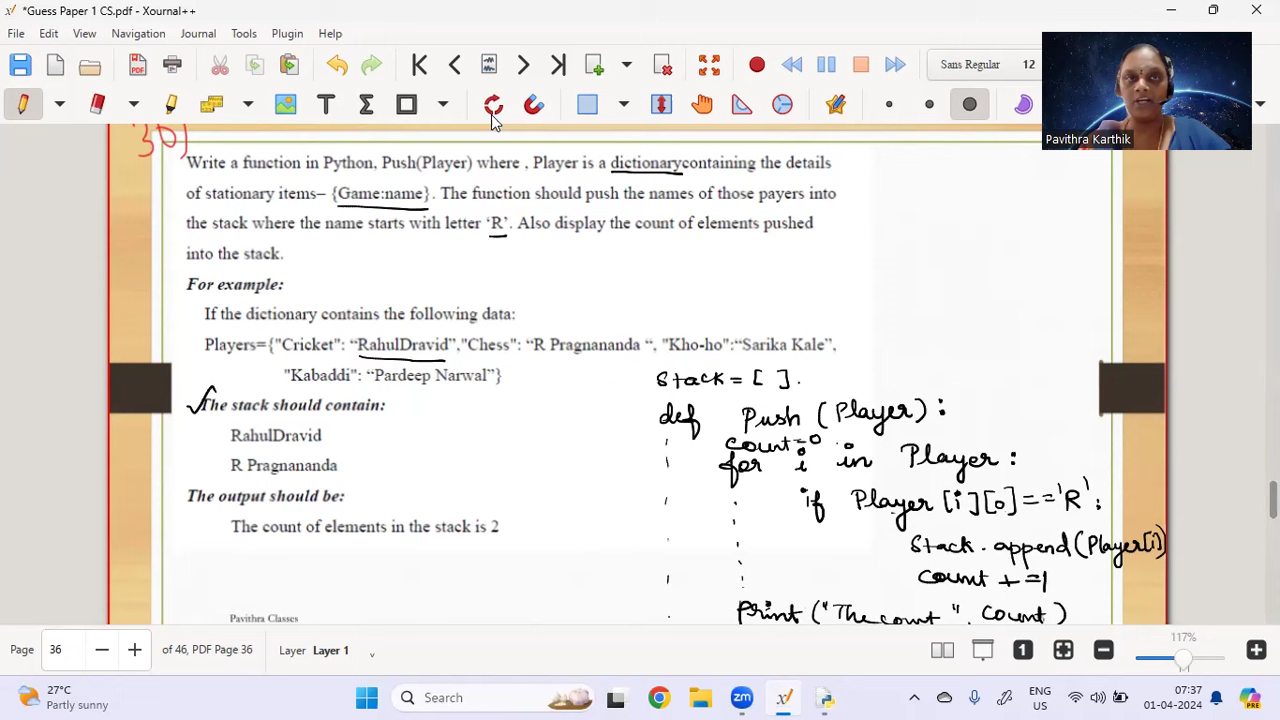 *Guess Paper 1 CS.pdf - Xournal++
File Edit View Navigation Journal Tools Plugin Help
Sans Regular 12
Pavithra Karthik
36)
Write a function in Python, Push(Player) where , Player is a dictionarycontaining the details
of stationary items– {Game:name}. The function should push the names of those payers into
the stack where the name starts with letter ‘R’. Also display the count of elements pushed
into the stack.
For example:
If the dictionary contains the following data:
Players={"Cricket": “RahulDravid”,"Chess": “R Pragnananda “, "Kho-ho":“Sarika Kale”,
"Kabaddi": “Pardeep Narwal”}
The stack should contain:
RahulDravid
R Pragnananda
The output should be:
The count of elements in the stack is 2
Stack = [ ].
def Push (Player) :
count=0
for i in Player :
if Player [i][0]=='R' :
Stack.append(Player[i])
count +=1
Print ("The count ", count)
Pavithra Classes
117%
Page 36 of 46, PDF Page 36 Layer Layer 1
27°C
Partly sunny
Search
ENG
US
07:37
01-04-2024